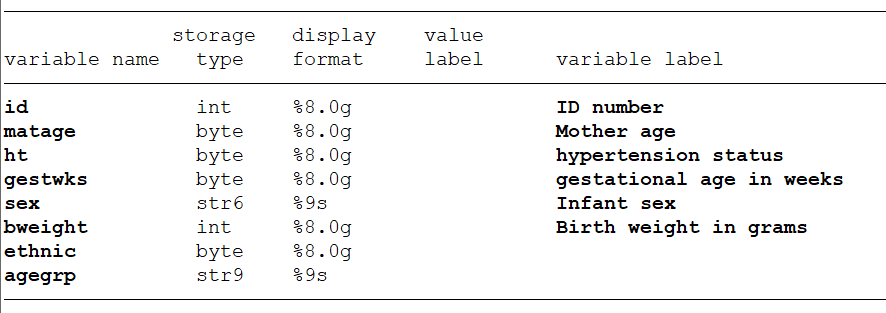 storage   display    value
variable name   type    format     label      variable label
id              int     %8.0g                 ID number
matage          byte    %8.0g                 Mother age
ht              byte    %8.0g                 hypertension status
gestwks         byte    %8.0g                 gestational age in weeks
sex             str6    %9s                   Infant sex
bweight         int     %8.0g                 Birth weight in grams
ethnic          byte    %8.0g
agegrp          str9    %9s